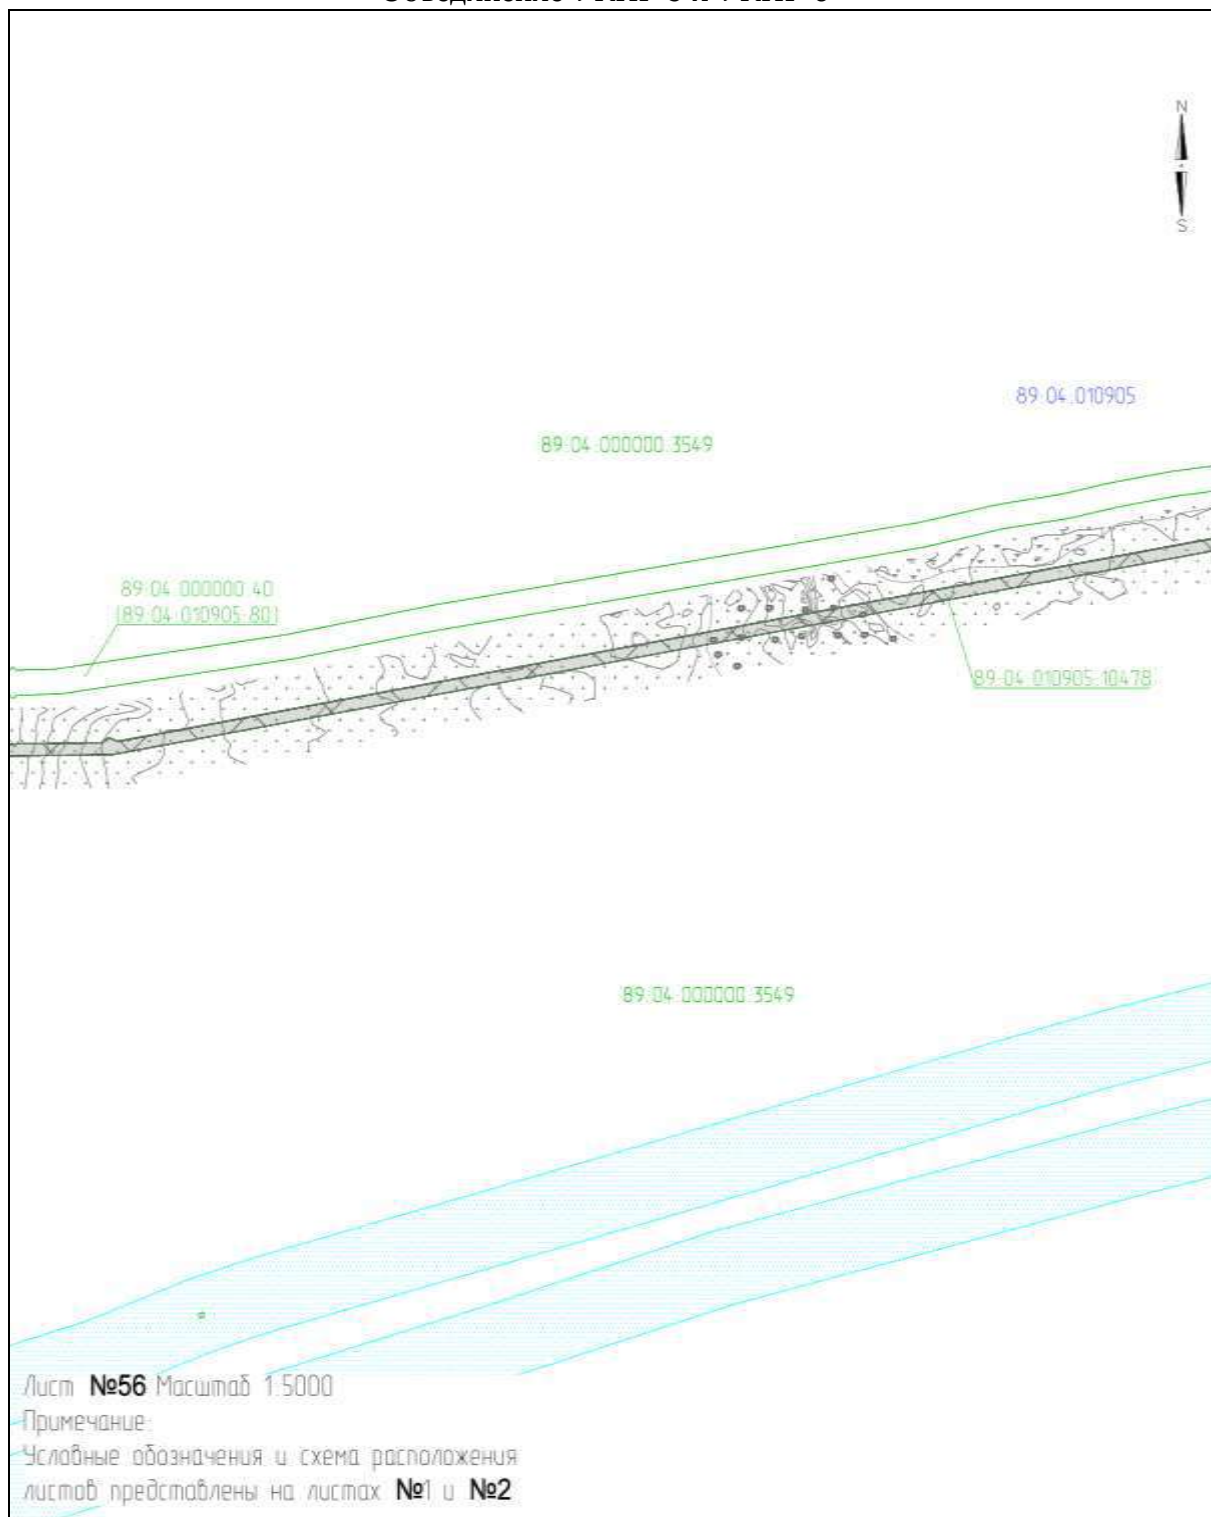 N
S
89:04:010905
89:04:000000:3549
89:04:000000:40
(89:04:010905:80)
89:04:010905:10478
89:04:000000:3549
Лист №56 Масштаб 1:5000
Примечание:
Условные обозначения и схема расположения
листов представлены на листах №1 и №2